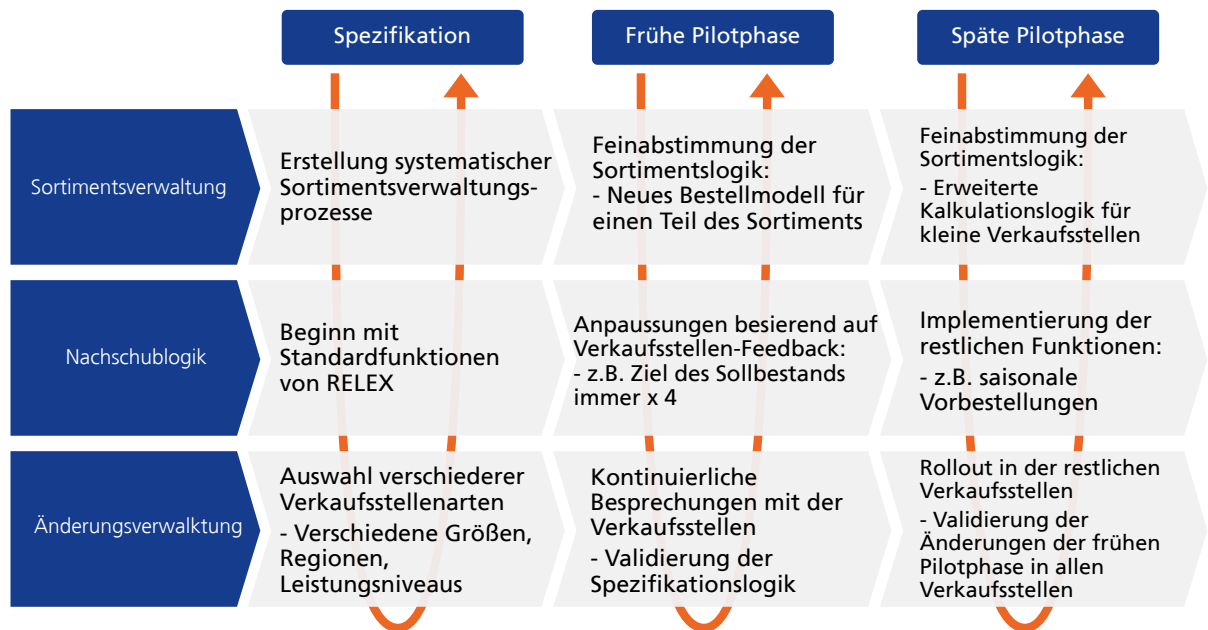 Spezifikation
Frühe Pilotphase
Späte Pilotphase
Sortimentsverwaltung
Erstellung systematischer
Sortimentsverwaltungs-
prozesse
Feinabstimmung der
Sortimentslogik:
- Neues Bestellmodell für
einen Teil des Sortiments
Feinabstimmung der
Sortimentslogik:
- Erweiterte
Kalkulationslogik für
kleine Verkaufsstellen
Nachschublogik
Beginn mit
Standardfunktionen
von RELEX
Anpaussungen besierend auf
Verkaufsstellen-Feedback:
- z.B. Ziel des Sollbestands
immer x 4
Implementierung der
restlichen Funktionen:
- z.B. saisonale
Vorbestellungen
Änderungsverwalktung
Auswahl verschiederer
Verkaufsstellenarten
- Verschiedene Größen,
Regionen,
Leistungsniveaus
Kontinuierliche
Besprechungen mit der
Verkaufsstellen
- Validierung der
Spezifikationslogik
Rollout in der restlichen
Verkaufsstellen
- Validierung der
Änderungen der frühen
Pilotphase in allen
Verkaufsstellen